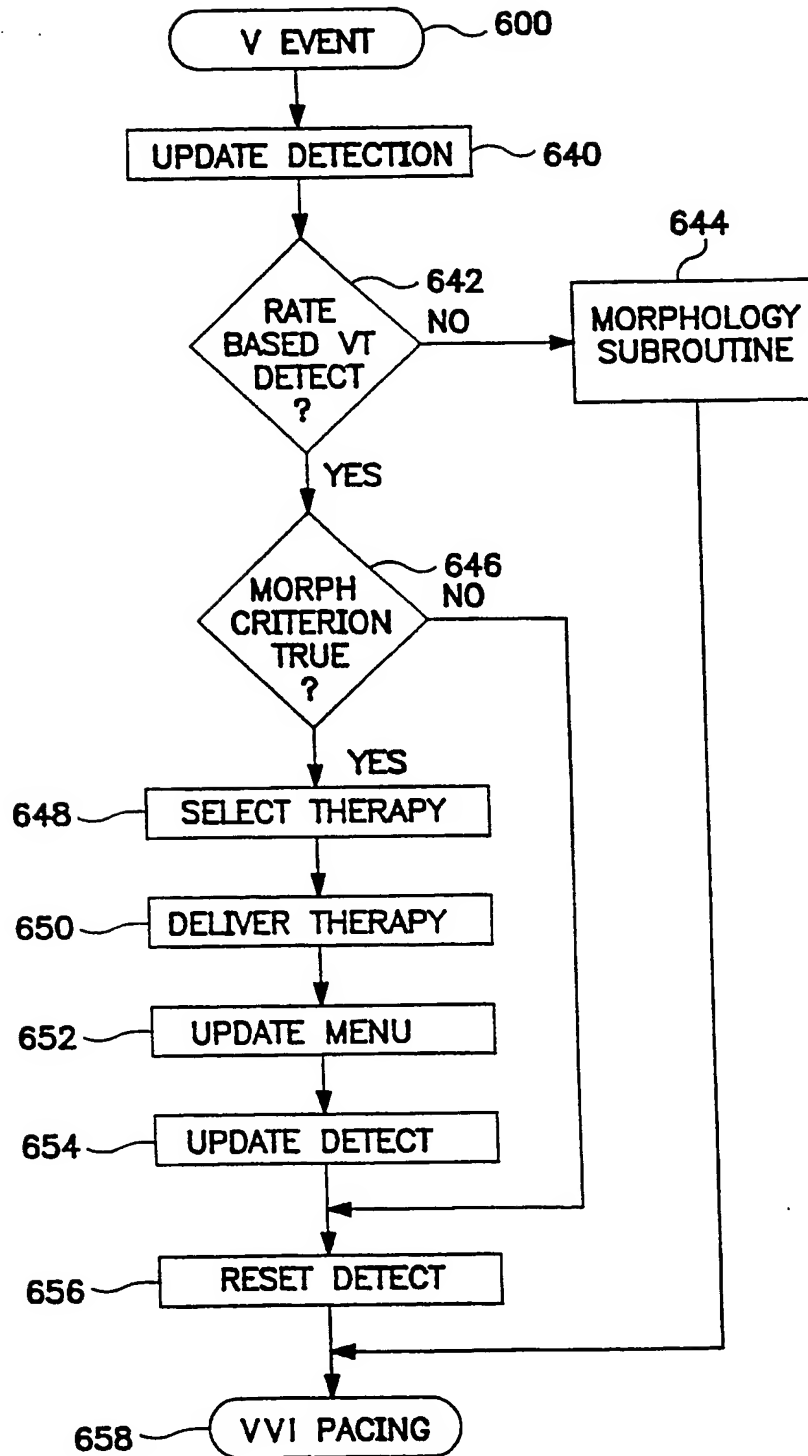 V EVENT
600
UPDATE DETECTION
640
644
642
RATE
BASED VT
DETECT
?
NO
MORPHOLOGY
SUBROUTINE
YES
646
MORPH
CRITERION
TRUE
?
NO
YES
648
SELECT THERAPY
650
DELIVER THERAPY
652
UPDATE MENU
654
UPDATE DETECT
656
RESET DETECT
658
VVI PACING